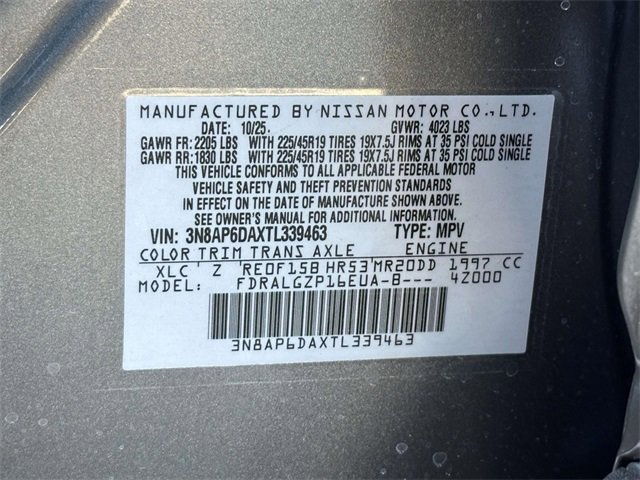 MANUFACTURED BY NISSAN MOTOR CO.,LTD.
DATE: 10/25. GVWR: 4023 LBS
GAWR FR: 2205 LBS WITH 225/45R19 TIRES 19X7.5J RIMS AT 35 PSI COLD SINGLE
GAWR RR: 1830 LBS WITH 225/45R19 TIRES 19X7.5J RIMS AT 35 PSI COLD SINGLE
THIS VEHICLE CONFORMS TO ALL APPLICABLE FEDERAL MOTOR
VEHICLE SAFETY AND THEFT PREVENTION STANDARDS
IN EFFECT ON THE DATE OF MANUFACTURE SHOWN ABOVE.
SEE OWNER'S MANUAL FOR ADDITIONAL INFORMATION.
VIN: 3N8AP6DAXTL339463 TYPE: MPV
COLOR TRIM TRANS AXLE ENGINE
XLC ' Z RE0F15B HR53'MR20DD 1997 CC
MODEL: FDRALGZP16EUA-B--- 4Z000
3N8AP6DAXTL339463